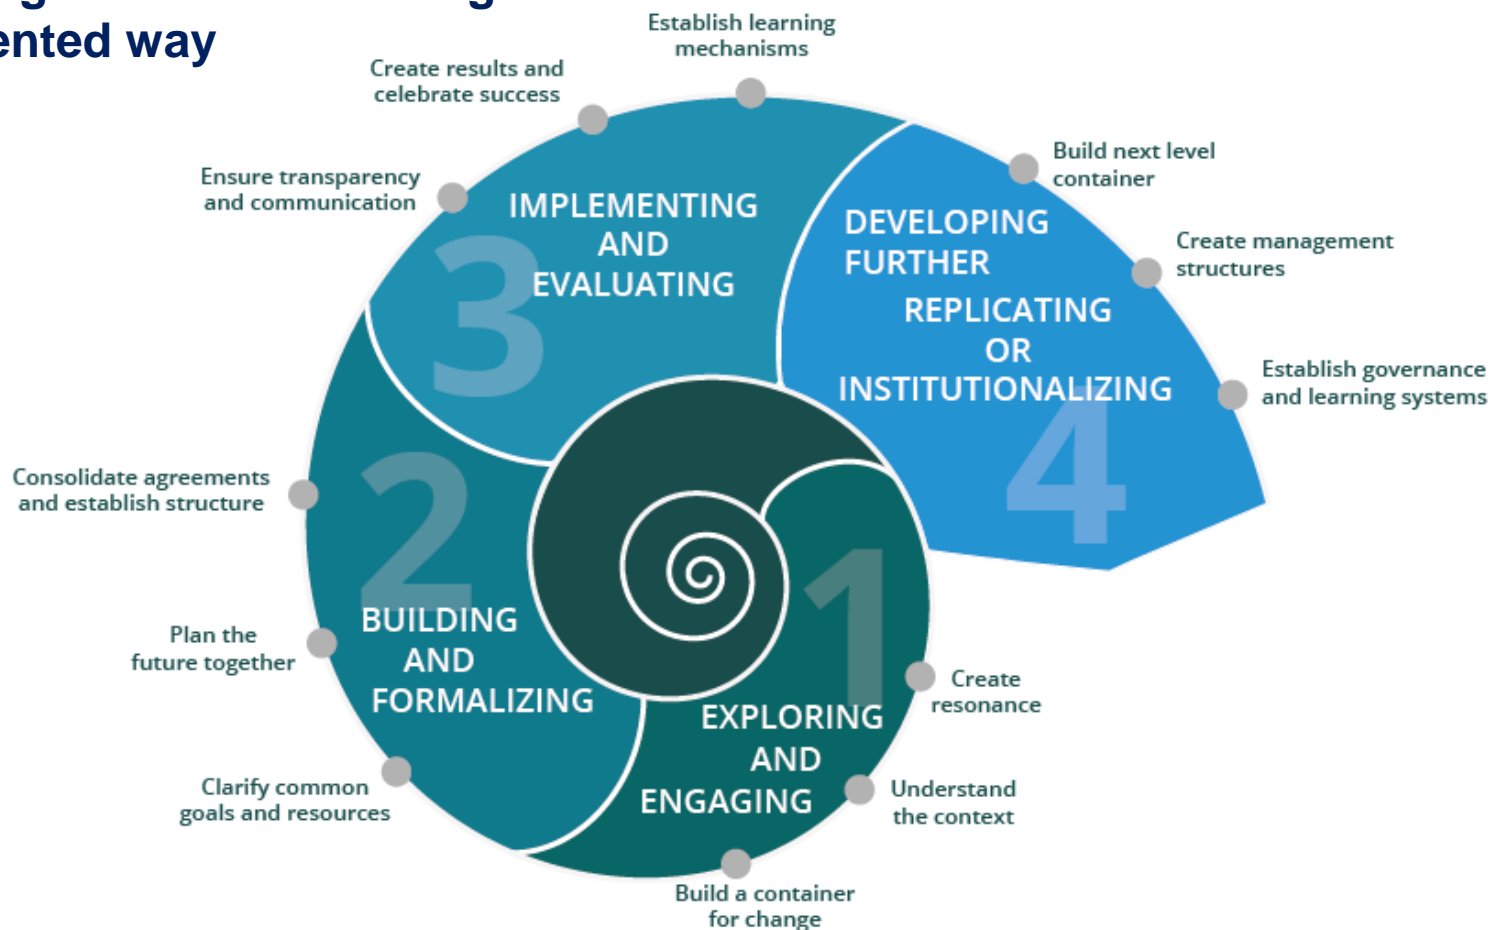 ented way
Establish learning
mechanisms
Create results and
celebrate success
Ensure transparency
and communication
Build next level
container
Create management
structures
Establish governance
and learning systems
IMPLEMENTING
AND
EVALUATING
3
DEVELOPING
FURTHER
REPLICATING
OR
INSTITUTIONALIZING
4
Consolidate agreements
and establish structure
Plan the
future together
Clarify common
goals and resources
2
BUILDING
AND
FORMALIZING
1
EXPLORING
AND
ENGAGING
Create
resonance
Understand
the context
Build a container
for change